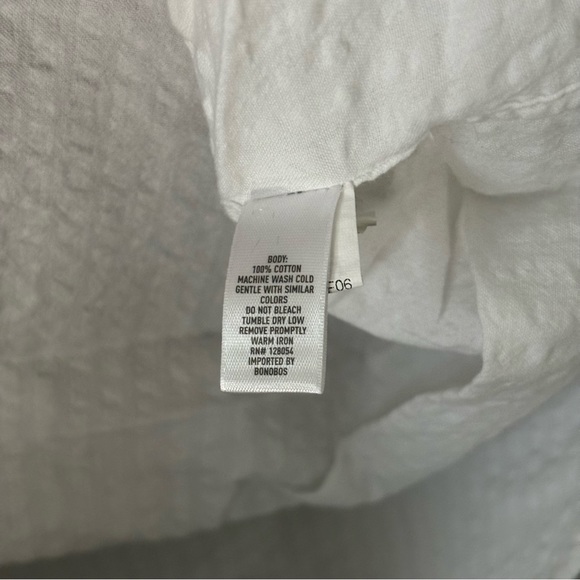 BODY:
100% COTTON
MACHINE WASH COLD
GENTLE WITH SIMILAR
COLORS
DO NOT BLEACH
TUMBLE DRY LOW
REMOVE PROMPTLY
WARM IRON
RN# 128054
IMPORTED BY
BONOBOS